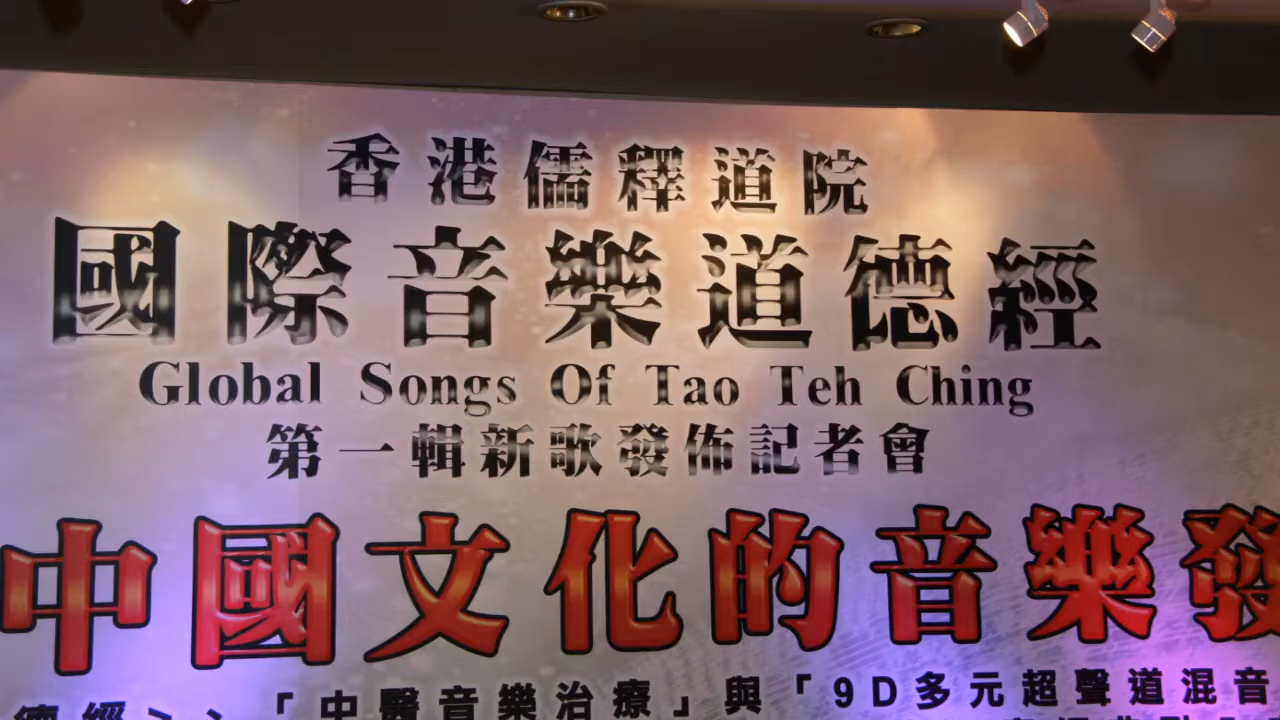 香港儒釋道院
國際音樂道德經
Global Songs Of Tao Teh Ching
第一輯新歌發佈記者會
中國文化的音樂發
德經 「中醫音樂治療」與「9D多元超聲道混音